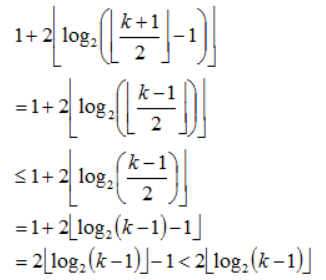 1+2⌊log₂(⌊(k+1)/2⌋−1)⌋
=1+2⌊log₂(⌊(k−1)/2⌋)⌋
≤1+2⌊log₂((k−1)/2)⌋
=1+2⌊log₂(k−1)−1⌋
=2⌊log₂(k−1)⌋−1<2⌊log₂(k−1)⌋